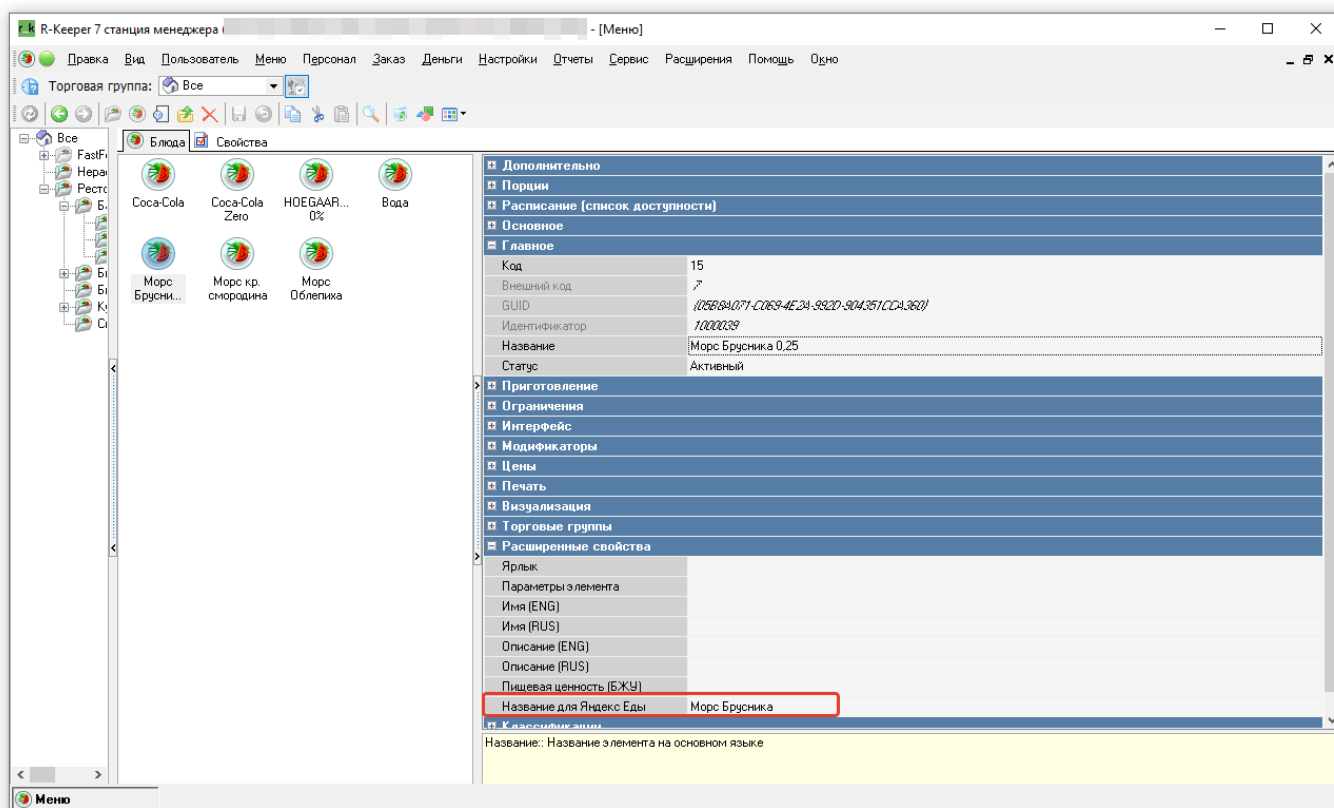 R-Keeper 7 станция менеджера ( - [Меню]
Правка Вид Пользователь Меню Персонал Заказ Деньги Настройки Отчеты Сервис Расширения Помощь Окно
Торговая группа: Все
Все
FastF
Нера
Ресто
Б.
Блюда Свойства
Coca-Cola Coca-Cola Zero HOEGAAR... 0% Вода
Морс Брусни... Морс кр. смородина Морс Облепиха
Дополнительно
Порции
Расписание (список доступности)
Основное
Главное
Код 15
Внешний код 7
GUID {05B8A071-C069-4E2A-992D-904351CCA360}
Идентификатор 1000039
Название Морс Брусника 0,25
Статус Активный
Приготовление
Ограничения
Интерфейс
Модификаторы
Цены
Печать
Визуализация
Торговые группы
Расширенные свойства
Ярлык
Параметры элемента
Имя (ENG)
Имя (RUS)
Описание (ENG)
Описание (RUS)
Пищевая ценность (БЖУ)
Название для Яндекс Еды Морс Брусника
Классификации
Название:: Название элемента на основном языке
Меню